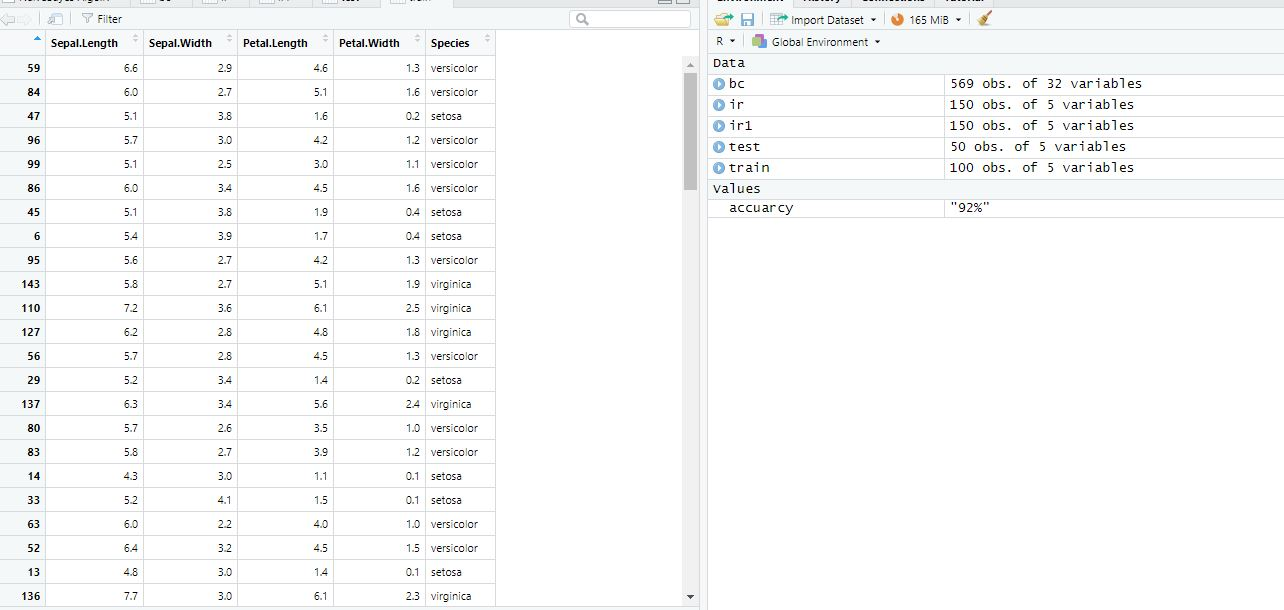 Filter
Sepal.Length Sepal.Width Petal.Length Petal.Width Species
59 6.6 2.9 4.6 1.3 versicolor
84 6.0 2.7 5.1 1.6 versicolor
47 5.1 3.8 1.6 0.2 setosa
96 5.7 3.0 4.2 1.2 versicolor
99 5.1 2.5 3.0 1.1 versicolor
86 6.0 3.4 4.5 1.6 versicolor
45 5.1 3.8 1.9 0.4 setosa
6 5.4 3.9 1.7 0.4 setosa
95 5.6 2.7 4.2 1.3 versicolor
143 5.8 2.7 5.1 1.9 virginica
110 7.2 3.6 6.1 2.5 virginica
127 6.2 2.8 4.8 1.8 virginica
56 5.7 2.8 4.5 1.3 versicolor
29 5.2 3.4 1.4 0.2 setosa
137 6.3 3.4 5.6 2.4 virginica
80 5.7 2.6 3.5 1.0 versicolor
83 5.8 2.7 3.9 1.2 versicolor
14 4.3 3.0 1.1 0.1 setosa
33 5.2 4.1 1.5 0.1 setosa
63 6.0 2.2 4.0 1.0 versicolor
52 6.4 3.2 4.5 1.5 versicolor
13 4.8 3.0 1.4 0.1 setosa
136 7.7 3.0 6.1 2.3 virginica
Import Dataset 165 MiB
R Global Environment
Data
bc 569 obs. of 32 variables
ir 150 obs. of 5 variables
ir1 150 obs. of 5 variables
test 50 obs. of 5 variables
train 100 obs. of 5 variables
Values
accuarcy "92%"